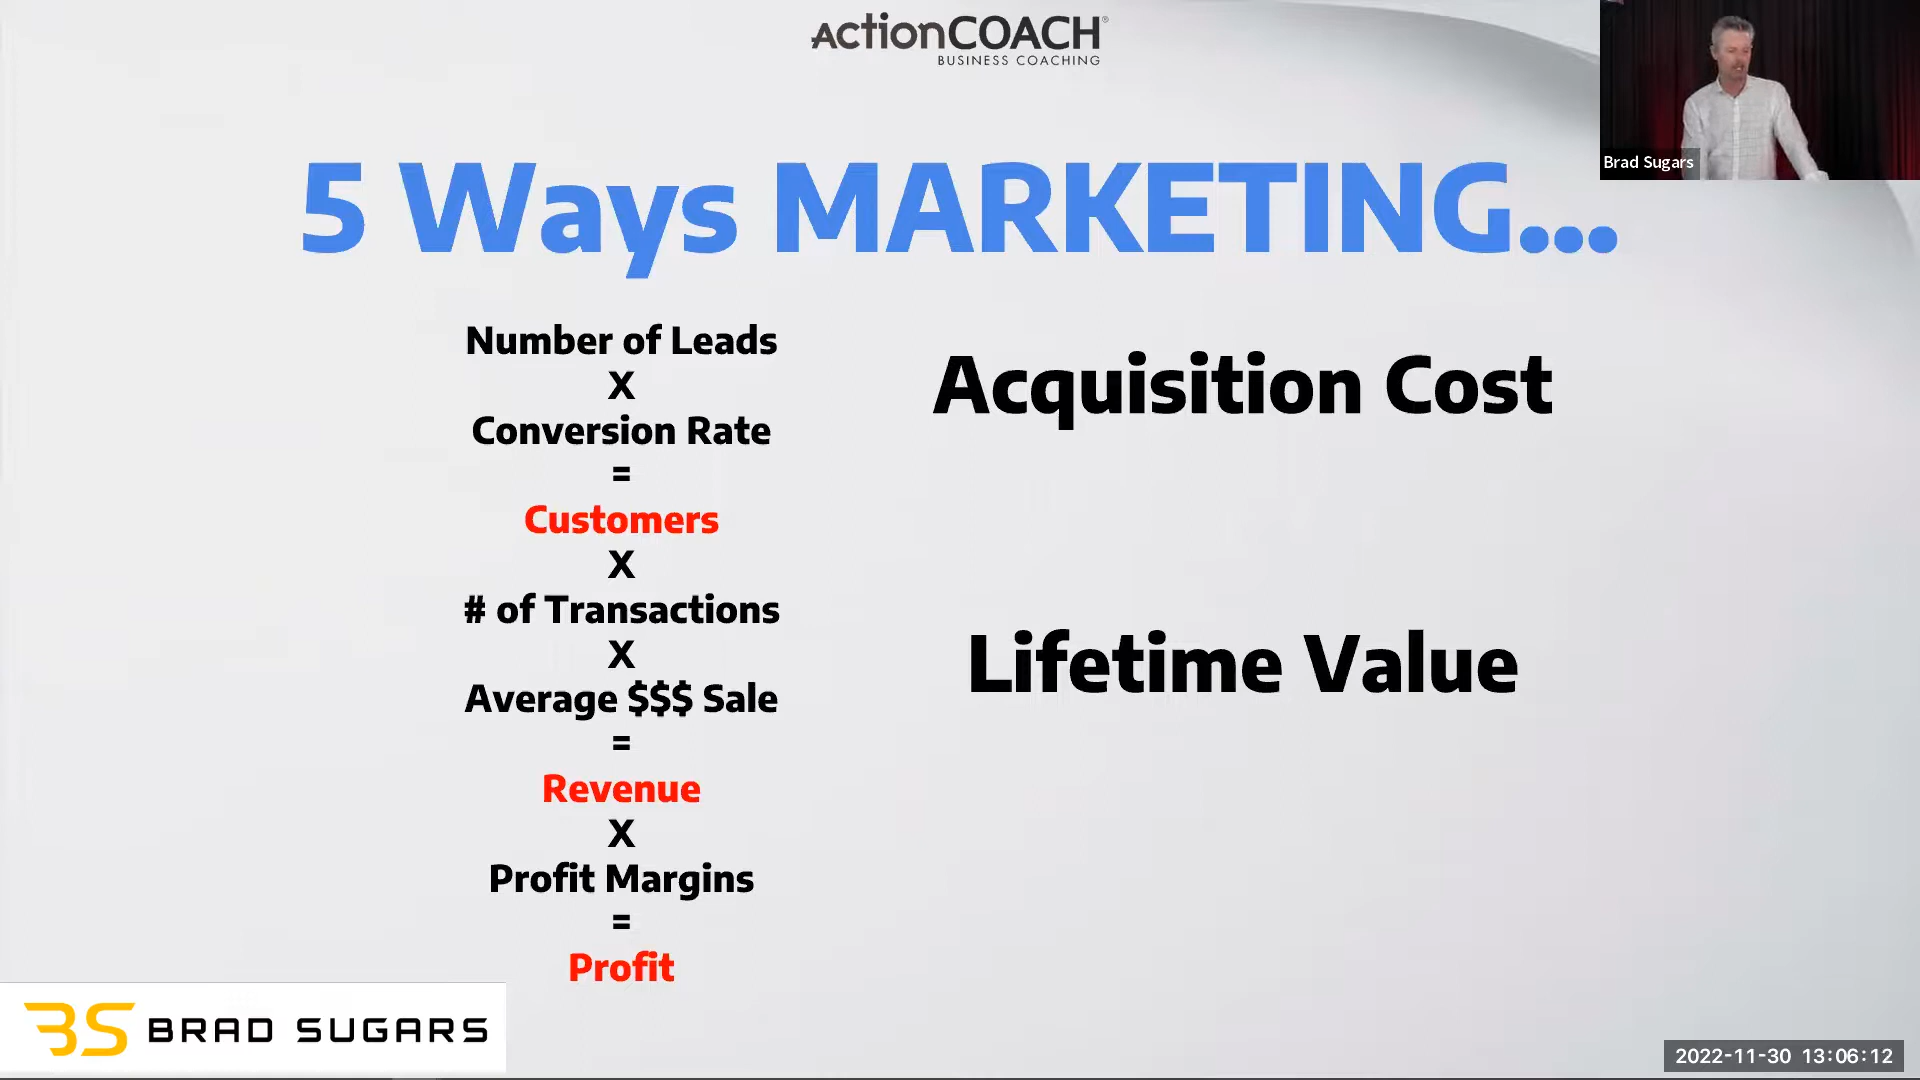 actionCOACH®
BUSINESS COACHING
Brad Sugars
5 Ways MARKETING...
Number of Leads
X
Conversion Rate
=
Customers
X
# of Transactions
X
Average $$$ Sale
=
Revenue
X
Profit Margins
=
Profit
Acquisition Cost
Lifetime Value
BS BRAD SUGARS
2022-11-30 13:06:12